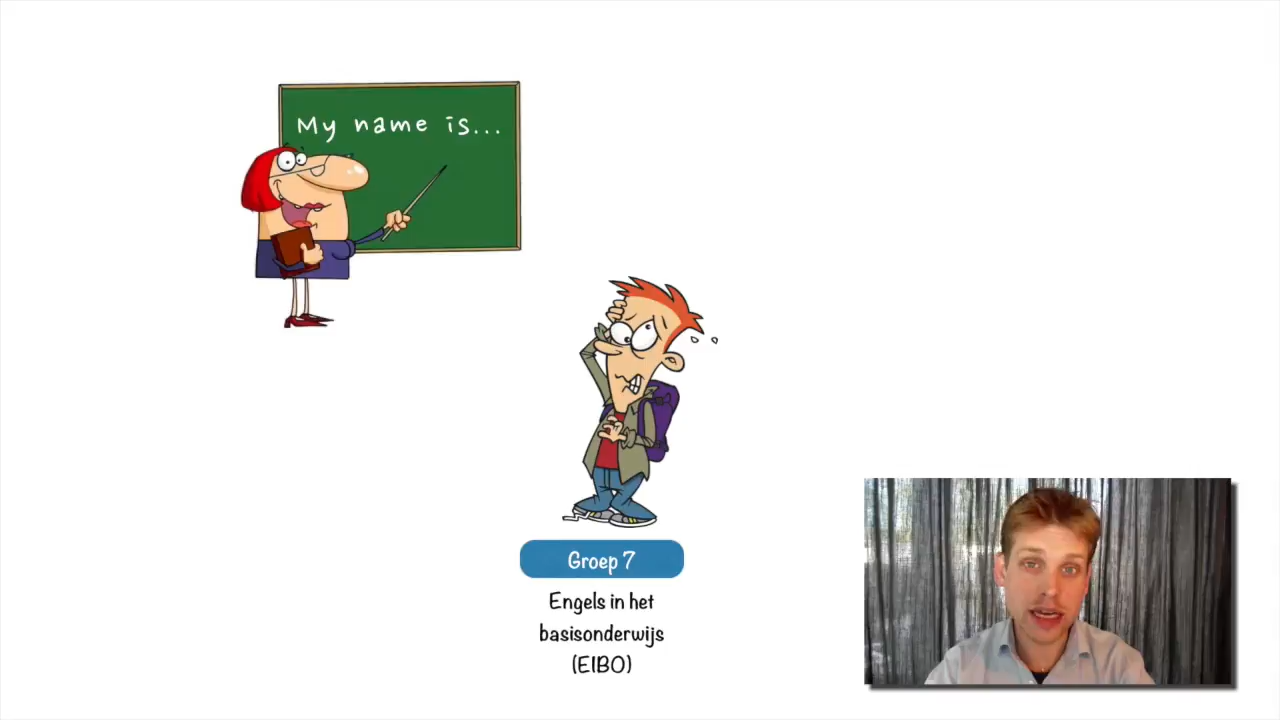 My name is...
Groep 7
Engels in het
basisonderwijs
(EIBO)